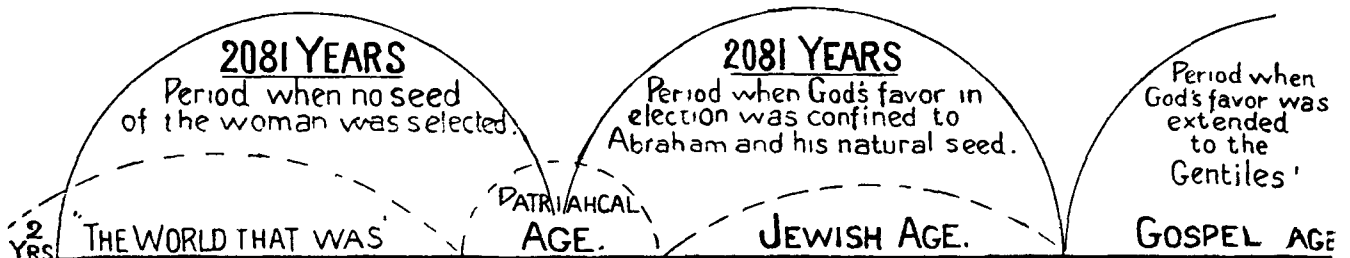 2081 YEARS
Period when no seed
of the woman was selected.
2081 YEARS
Period when God's favor in
election was confined to
Abraham and his natural seed.
Period when
God's favor was
extended
to the
Gentiles'
2
YRS
"THE WORLD THAT WAS"
PATRIAHCAL
AGE.
JEWISH AGE.
GOSPEL AGE